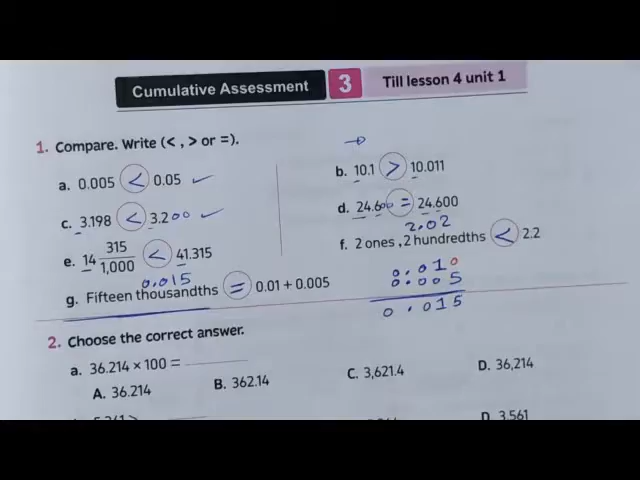 Cumulative Assessment 3 Till lesson 4 unit 1
1. Compare. Write (<, > or =).
a. 0.005 < 0.05 ✓
b. 10.1 > 10.011
c. 3.198 < 3.200 ✓
d. 24.600 = 24.600
2.02
e. 14 315/1,000 < 41.315
f. 2 ones, 2 hundredths < 2.2
0.015
g. Fifteen thousandths = 0.01 + 0.005
0.010
0.005
0.015
2. Choose the correct answer.
a. 36.214 × 100 =
A. 36.214 B. 362.14 C. 3,621.4 D. 36,214
D. 3.561